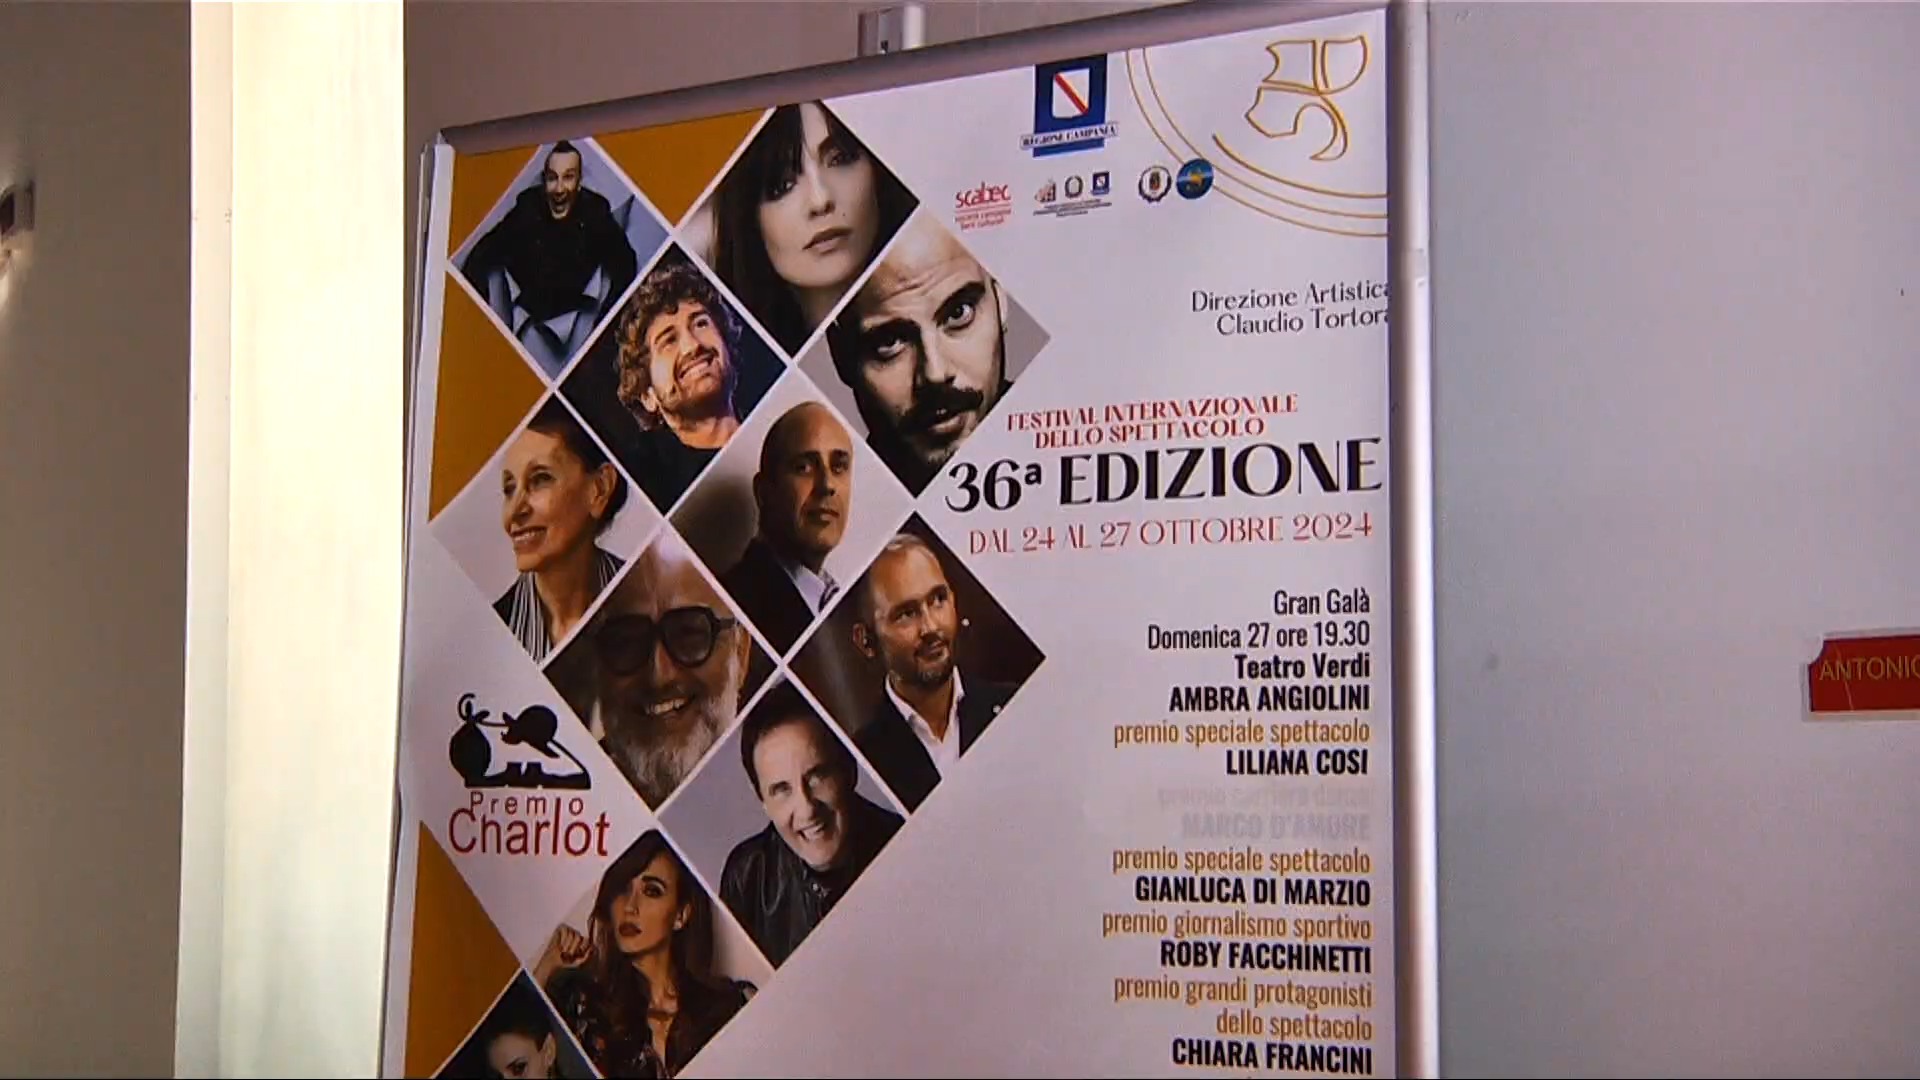 REGIONE CAMPANIA
scabec
Direzione Artistica
Claudio Tortora
FESTIVAL INTERNAZIONALE
DELLO SPETTACOLO
36ª EDIZIONE
DAL 24 AL 27 OTTOBRE 2024
Gran Galà
Domenica 27 ore 19.30
Teatro Verdi
AMBRA ANGIOLINI
premio speciale spettacolo
LILIANA COSI
premio carriera danza
MARCO D'AMORE
premio speciale spettacolo
GIANLUCA DI MARZIO
premio giornalismo sportivo
ROBY FACCHINETTI
premio grandi protagonisti
dello spettacolo
CHIARA FRANCINI
Premio
Charlot
ANTONIO